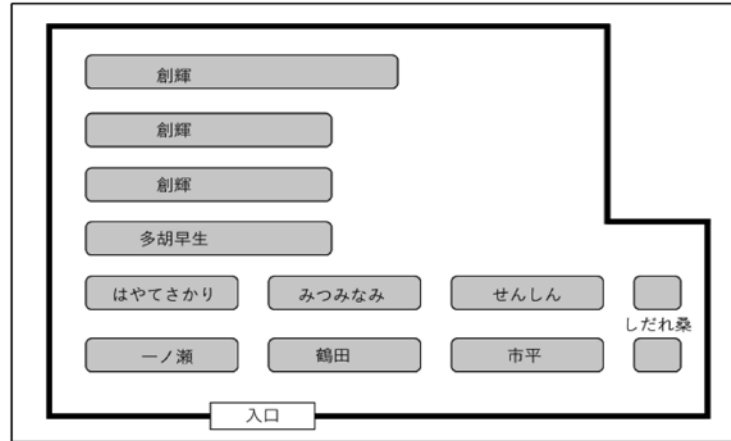 創輝
創輝
創輝
多胡早生
はやてさかり
みつみなみ
せんしん
しだれ桑
一ノ瀬
鶴田
市平
入口